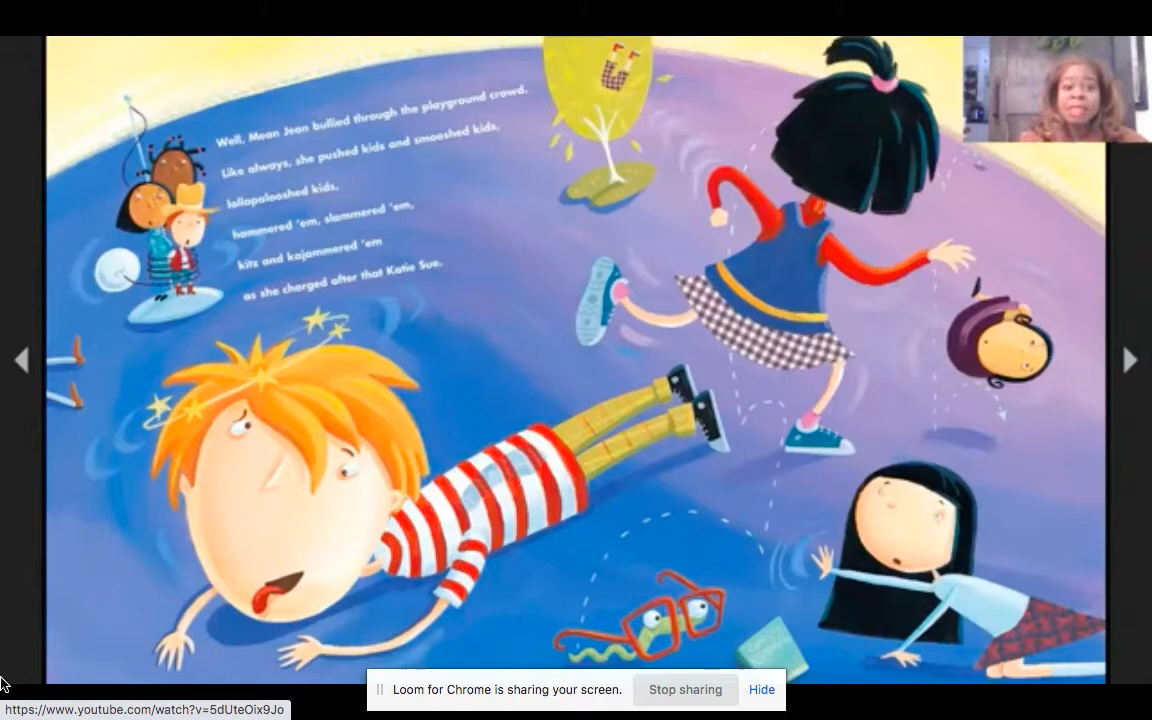 Well, Mean Jean bullied through the playground crowd.
Like always, she pushed kids and smooshed kids,
lollapalooshed kids,
hammered 'em, slammered 'em,
kitz and kajammered 'em
as she charged after that Katie Sue.
Loom for Chrome is sharing your screen.
Stop sharing
Hide
https://www.youtube.com/watch?v=5dUteOix9Jo